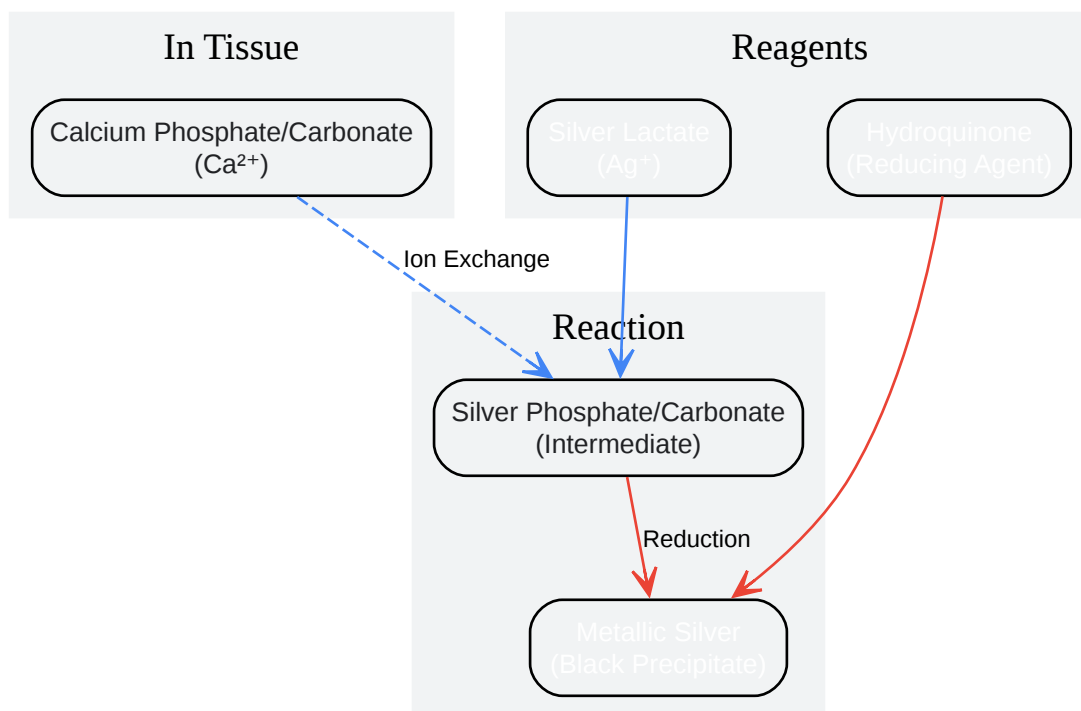 In Tissue
Reagents
Calcium Phosphate/Carbonate
(Ca²⁺)
Silver Lactate
(Ag⁺)
Hydroquinone
(Reducing Agent)
Ion Exchange
Reaction
Silver Phosphate/Carbonate
(Intermediate)
Reduction
Metallic Silver
(Black Precipitate)